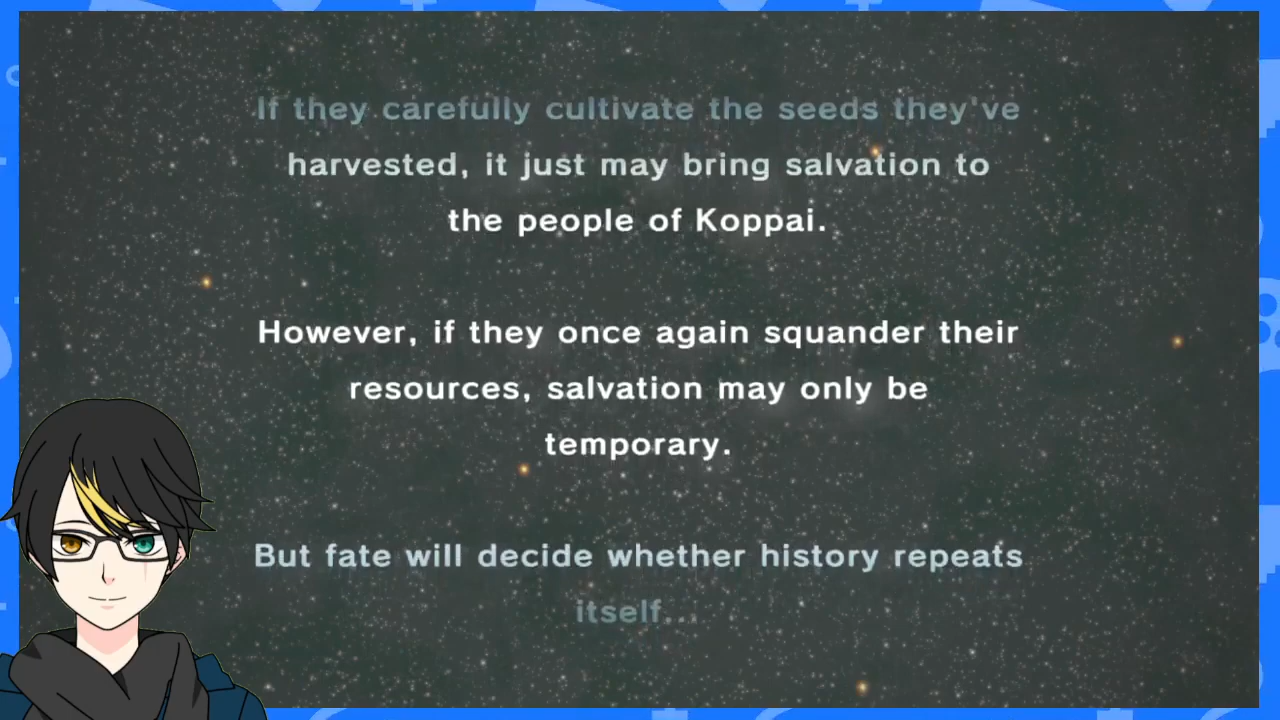 If they carefully cultivate the seeds they've
harvested, it just may bring salvation to
the people of Koppai.
However, if they once again squander their
resources, salvation may only be
temporary.
But fate will decide whether history repeats
itself...